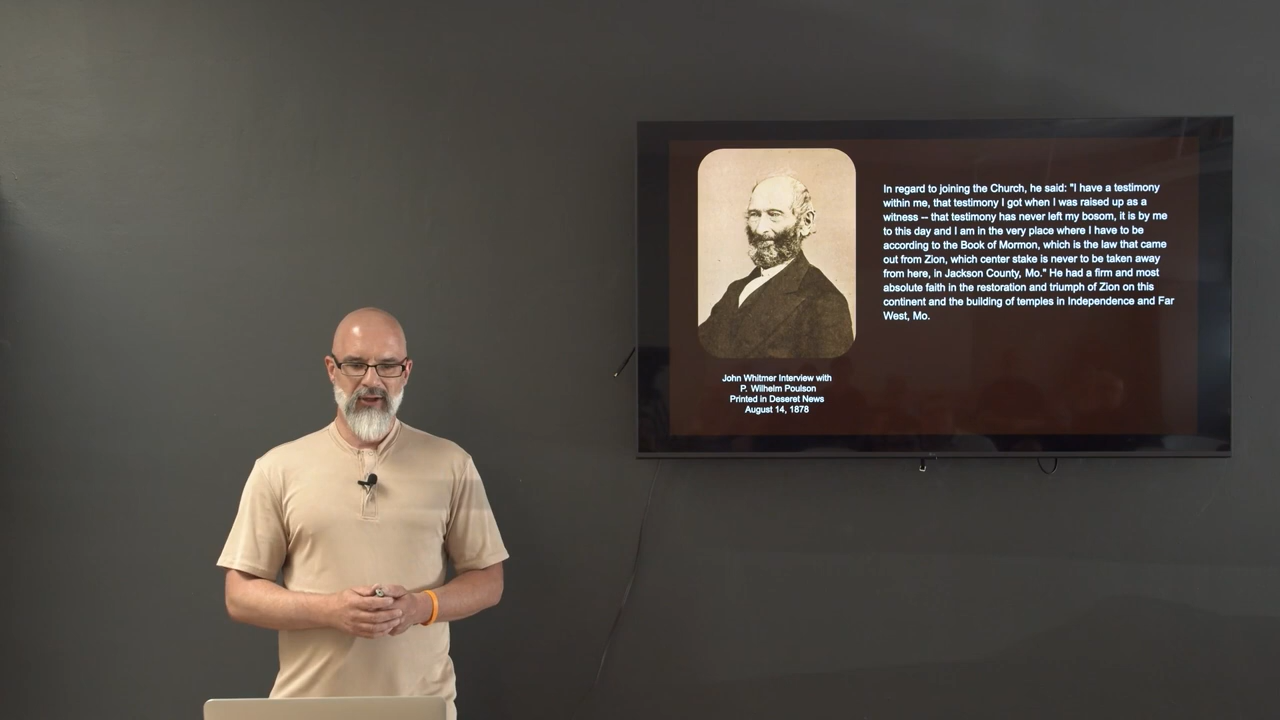 In regard to joining the Church, he said: "I have a testimony
within me, that testimony I got when I was raised up as a
witness -- that testimony has never left my bosom, it is by me
to this day and I am in the very place where I have to be
according to the Book of Mormon, which is the law that came
out from Zion, which center stake is never to be taken away
from here, in Jackson County, Mo." He had a firm and most
absolute faith in the restoration and triumph of Zion on this
continent and the building of temples in Independence and Far
West, Mo.
John Whitmer Interview with
P. Wilhelm Poulson
Printed in Deseret News
August 14, 1878